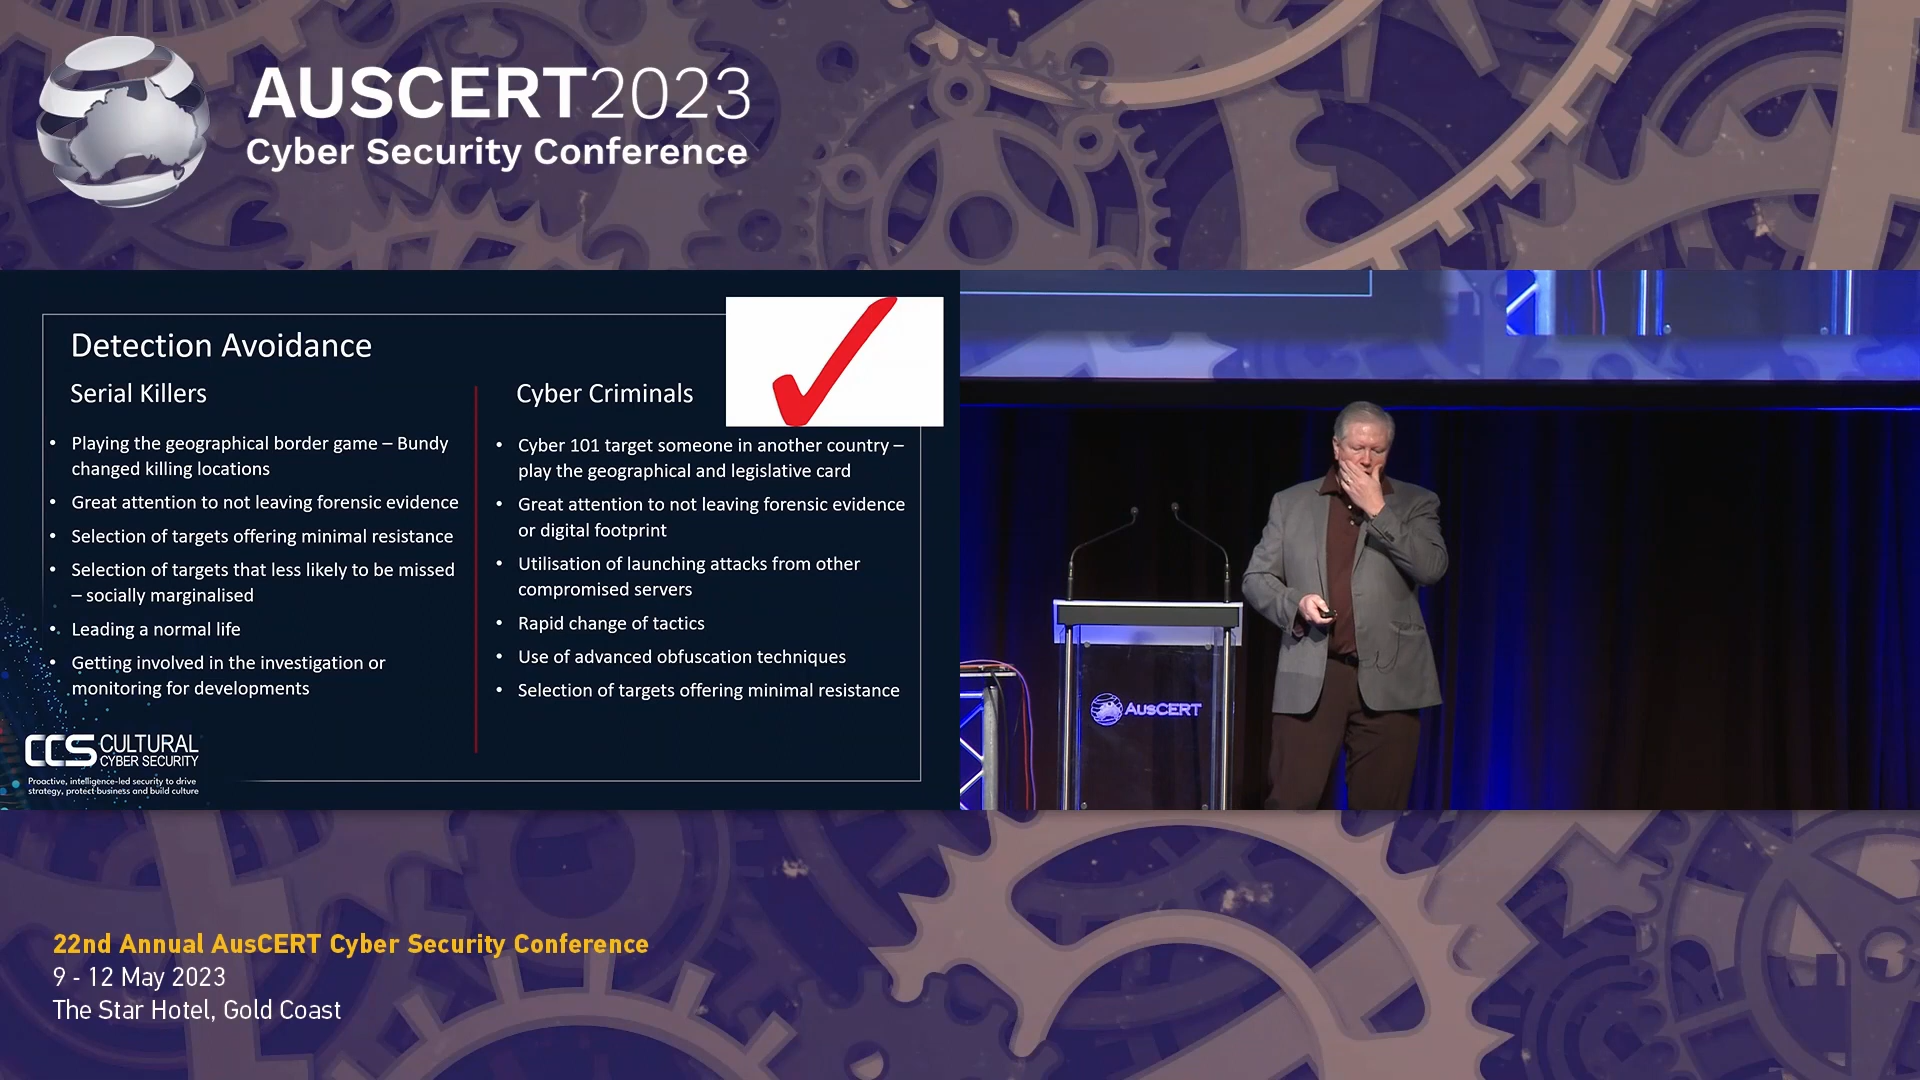 AUSCERT2023
Cyber Security Conference
Detection Avoidance
Serial Killers
• Playing the geographical border game – Bundy
changed killing locations
• Great attention to not leaving forensic evidence
• Selection of targets offering minimal resistance
• Selection of targets that less likely to be missed
– socially marginalised
• Leading a normal life
• Getting involved in the investigation or
monitoring for developments
Cyber Criminals
• Cyber 101 target someone in another country –
play the geographical and legislative card
• Great attention to not leaving forensic evidence
or digital footprint
• Utilisation of launching attacks from other
compromised servers
• Rapid change of tactics
• Use of advanced obfuscation techniques
• Selection of targets offering minimal resistance
CCS CULTURAL
CYBER SECURITY
Proactive, intelligence-led security to drive
strategy, protect business and build culture
AusCERT
22nd Annual AusCERT Cyber Security Conference
9 - 12 May 2023
The Star Hotel, Gold Coast